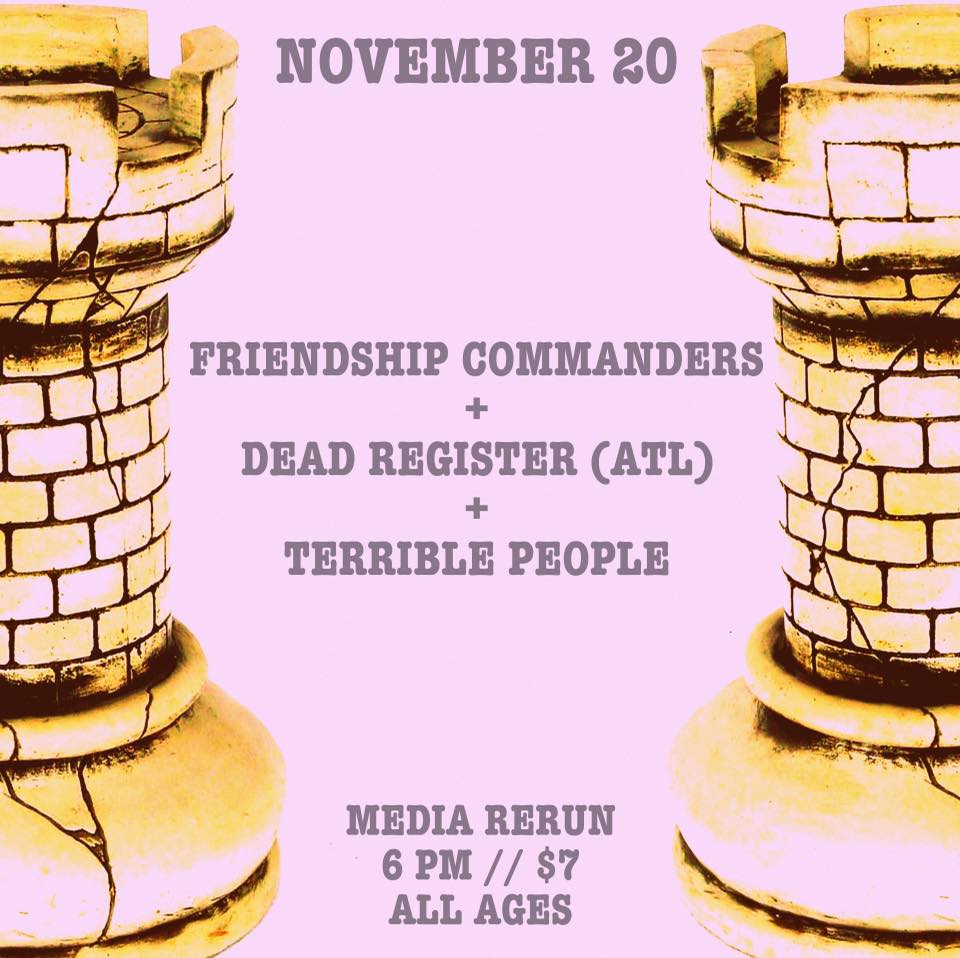 NOVEMBER 20
FRIENDSHIP COMMANDERS
+
DEAD REGISTER (ATL)
+
TERRIBLE PEOPLE
MEDIA RERUN
6 PM // $7
ALL AGES